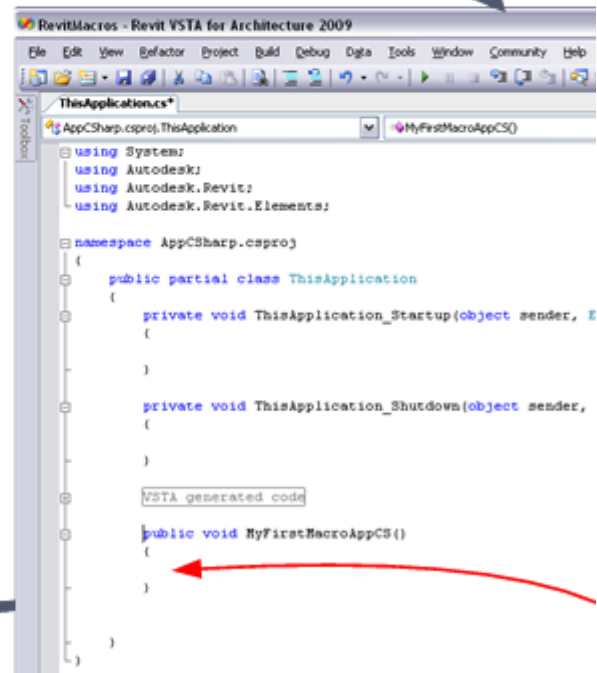 RevitMacros - Revit VSTA for Architecture 2009
File Edit View Refactor Project Build Debug Data Tools Window Community Help
ThisApplication.cs*
Toolbox
AppCSharp.csproj.ThisApplication MyFirstMacroAppCS()
using System;
using Autodesk;
using Autodesk.Revit;
using Autodesk.Revit.Elements;
namespace AppCSharp.csproj
{
public partial class ThisApplication
{
private void ThisApplication_Startup(object sender, E
{
}
private void ThisApplication_Shutdown(object sender,
{
}
VSTA generated code
public void MyFirstMacroAppCS()
{
}
}
}